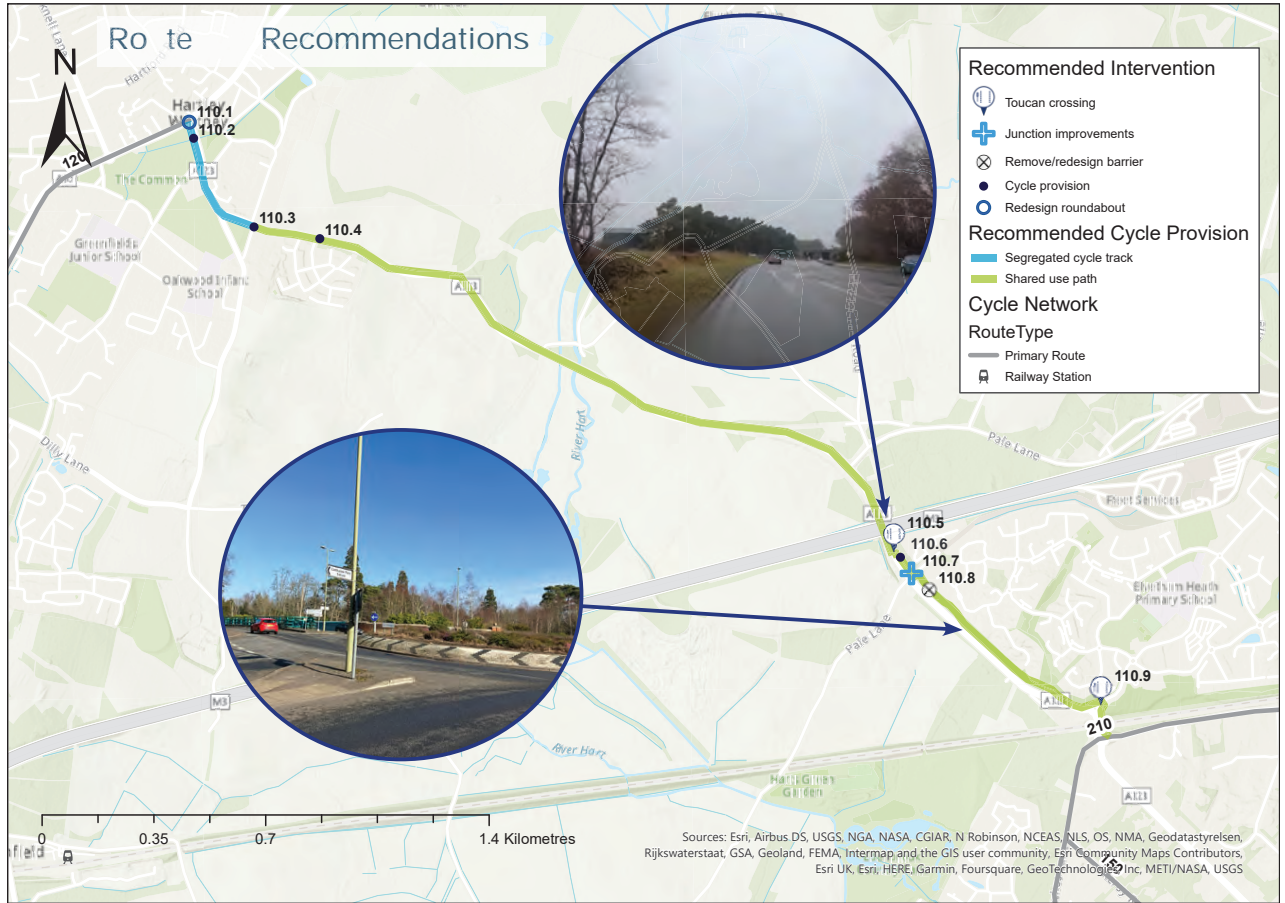 Ro te Recommendations
N
Hartley
Wintney
110.1
110.2
120
The Common
110.3
110.4
Greenfields
Junior School
Oakwood Infant
School
Dilly Lane
River Hart
Pale Lane
110.5
110.6
110.7
110.8
Fleet Services
Elvetham Heath
Primary School
Pale Lane
110.9
210
M3
River Hart
Recommended Intervention
Toucan crossing
Junction improvements
Remove/redesign barrier
Cycle provision
Redesign roundabout
Recommended Cycle Provision
Segregated cycle track
Shared use path
Cycle Network
RouteType
Primary Route
Railway Station
A323
152
0
0.35
0.7
1.4 Kilometres
Sources: Esri, Airbus DS, USGS, NGA, NASA, CGIAR, N Robinson, NCEAS, NLS, OS, NMA, Geodatastyrelsen,
Rijkswaterstaat, GSA, Geoland, FEMA, Intermap and the GIS user community, Esri Community Maps Contributors,
Esri UK, Esri, HERE, Garmin, Foursquare, GeoTechnologies, Inc, METI/NASA, USGS